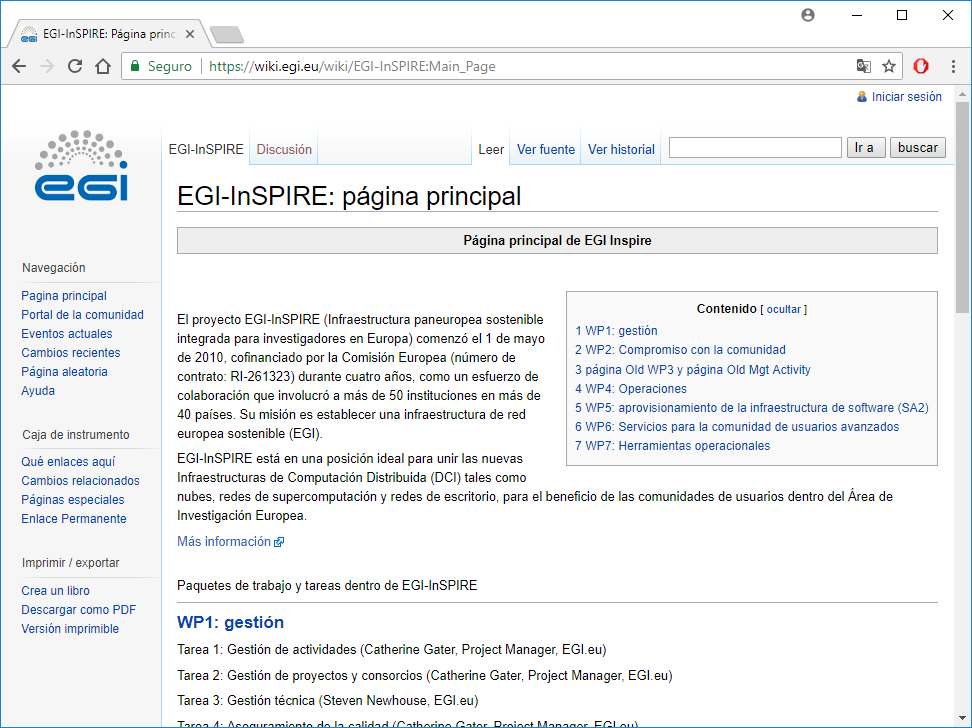 EGI-InSPIRE: Página princ
Seguro
https://wiki.egi.eu/wiki/EGI-InSPIRE:Main_Page
Iniciar sesión
egi
EGI-InSPIRE
Discusión
Leer
Ver fuente
Ver historial
Ir a
buscar
EGI-InSPIRE: página principal
Página principal de EGI Inspire
Navegación
Pagina principal
Portal de la comunidad
Eventos actuales
Cambios recientes
Página aleatoria
Ayuda
Caja de instrumento
Qué enlaces aquí
Cambios relacionados
Páginas especiales
Enlace Permanente
Imprimir / exportar
Crea un libro
Descargar como PDF
Versión imprimible
El proyecto EGI-InSPIRE (Infraestructura paneuropea sostenible
integrada para investigadores en Europa) comenzó el 1 de mayo
de 2010, cofinanciado por la Comisión Europea (número de
contrato: RI-261323) durante cuatro años, como un esfuerzo de
colaboración que involucró a más de 50 instituciones en más de
40 países. Su misión es establecer una infraestructura de red
europea sostenible (EGI).
Contenido [ ocultar ]
1 WP1: gestión
2 WP2: Compromiso con la comunidad
3 página Old WP3 y página Old Mgt Activity
4 WP4: Operaciones
5 WP5: aprovisionamiento de la infraestructura de software (SA2)
6 WP6: Servicios para la comunidad de usuarios avanzados
7 WP7: Herramientas operacionales
EGI-InSPIRE está en una posición ideal para unir las nuevas
Infraestructuras de Computación Distribuida (DCI) tales como
nubes, redes de supercomputación y redes de escritorio, para el beneficio de las comunidades de usuarios dentro del Área de
Investigación Europea.
Más información
Paquetes de trabajo y tareas dentro de EGI-InSPIRE
WP1: gestión
Tarea 1: Gestión de actividades (Catherine Gater, Project Manager, EGI.eu)
Tarea 2: Gestión de proyectos y consorcios (Catherine Gater, Project Manager, EGI.eu)
Tarea 3: Gestión técnica (Steven Newhouse, EGI.eu)
Tarea 4: Aseguramiento de la calidad (Catherine Gater, Project Manager, EGI.eu)